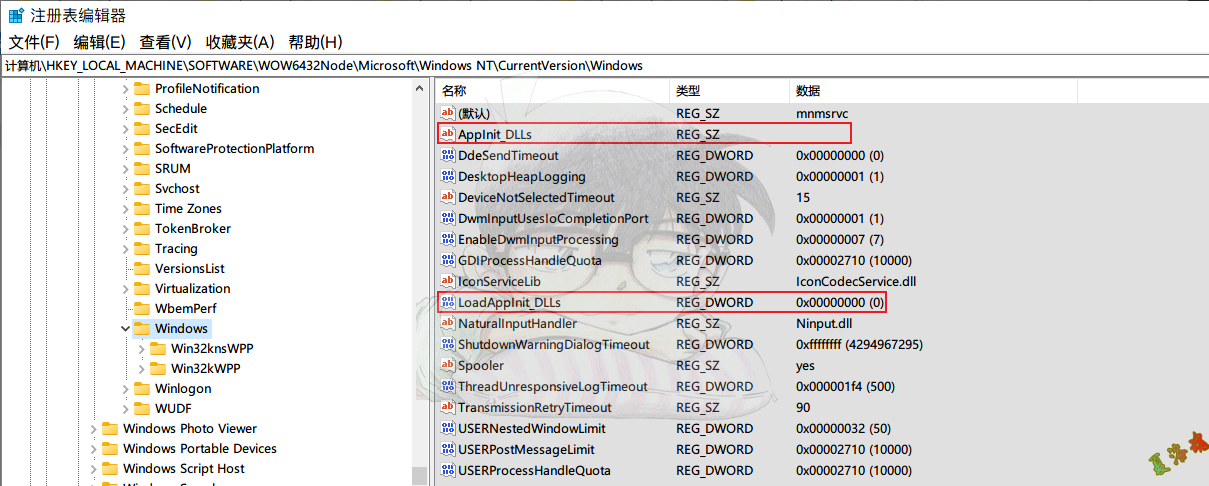 注册表编辑器
文件(F) 编辑(E) 查看(V) 收藏夹(A) 帮助(H)
计算机\HKEY_LOCAL_MACHINE\SOFTWARE\WOW6432Node\Microsoft\Windows NT\CurrentVersion\Windows
ProfileNotification
Schedule
SecEdit
SoftwareProtectionPlatform
SRUM
Svchost
Time Zones
TokenBroker
Tracing
VersionsList
Virtualization
WbemPerf
Windows
Win32knsWPP
Win32kWPP
Winlogon
WUDF
Windows Photo Viewer
Windows Portable Devices
Windows Script Host
名称 类型 数据
(默认) REG_SZ mnmsrvc
AppInit_DLLs REG_SZ
DdeSendTimeout REG_DWORD 0x00000000 (0)
DesktopHeapLogging REG_DWORD 0x00000001 (1)
DeviceNotSelectedTimeout REG_SZ 15
DwmInputUsesIoCompletionPort REG_DWORD 0x00000001 (1)
EnableDwmInputProcessing REG_DWORD 0x00000007 (7)
GDIProcessHandleQuota REG_DWORD 0x00002710 (10000)
IconServiceLib REG_SZ IconCodecService.dll
LoadAppInit_DLLs REG_DWORD 0x00000000 (0)
NaturalInputHandler REG_SZ Ninput.dll
ShutdownWarningDialogTimeout REG_DWORD 0xffffffff (4294967295)
Spooler REG_SZ yes
ThreadUnresponsiveLogTimeout REG_DWORD 0x000001f4 (500)
TransmissionRetryTimeout REG_SZ 90
USERNestedWindowLimit REG_DWORD 0x00000032 (50)
USERPostMessageLimit REG_DWORD 0x00002710 (10000)
USERProcessHandleQuota REG_DWORD 0x00002710 (10000)